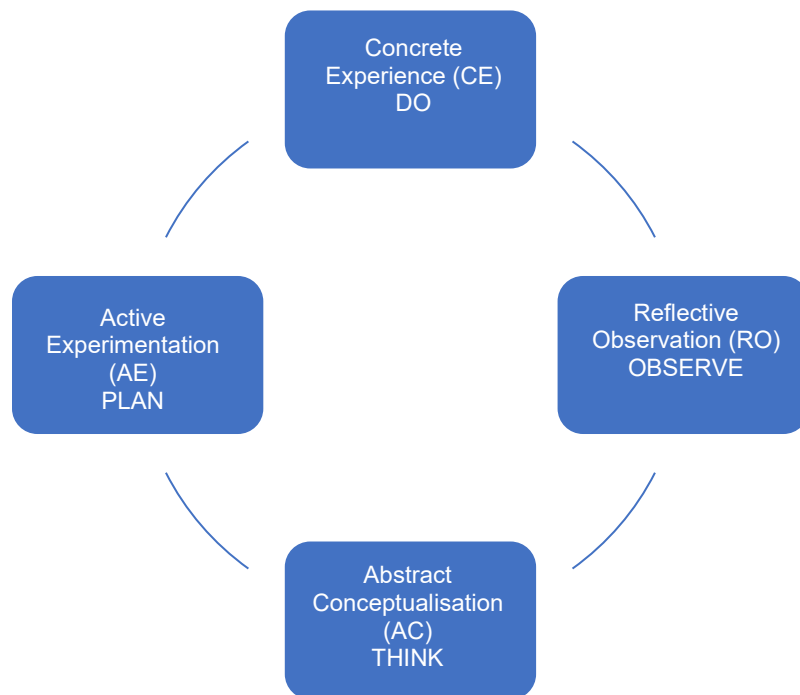 Concrete
Experience (CE)
DO
Reflective
Observation (RO)
OBSERVE
Abstract
Conceptualisation
(AC)
THINK
Active
Experimentation
(AE)
PLAN